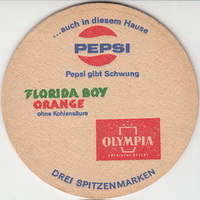 ...auch in diesem Hause
PEPSI
Pepsi gibt Schwung
FLORIDA BOY
ORANGE
ohne Kohlensäure
OLYMPIA
DREI SPITZENMARKEN